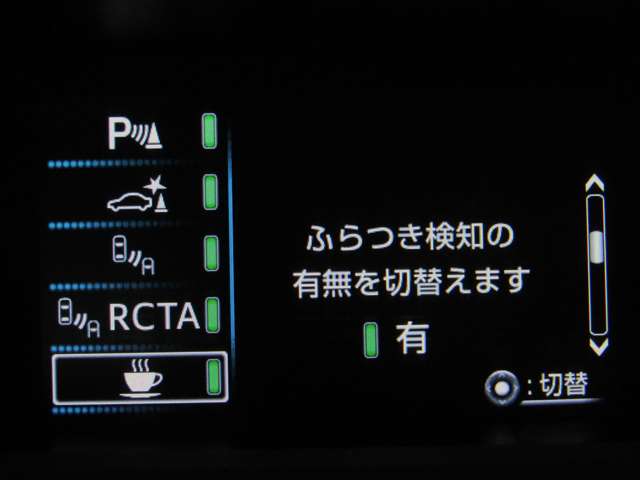 P
RCTA
ふらつき検知の
有無を切替えます
有
:切替